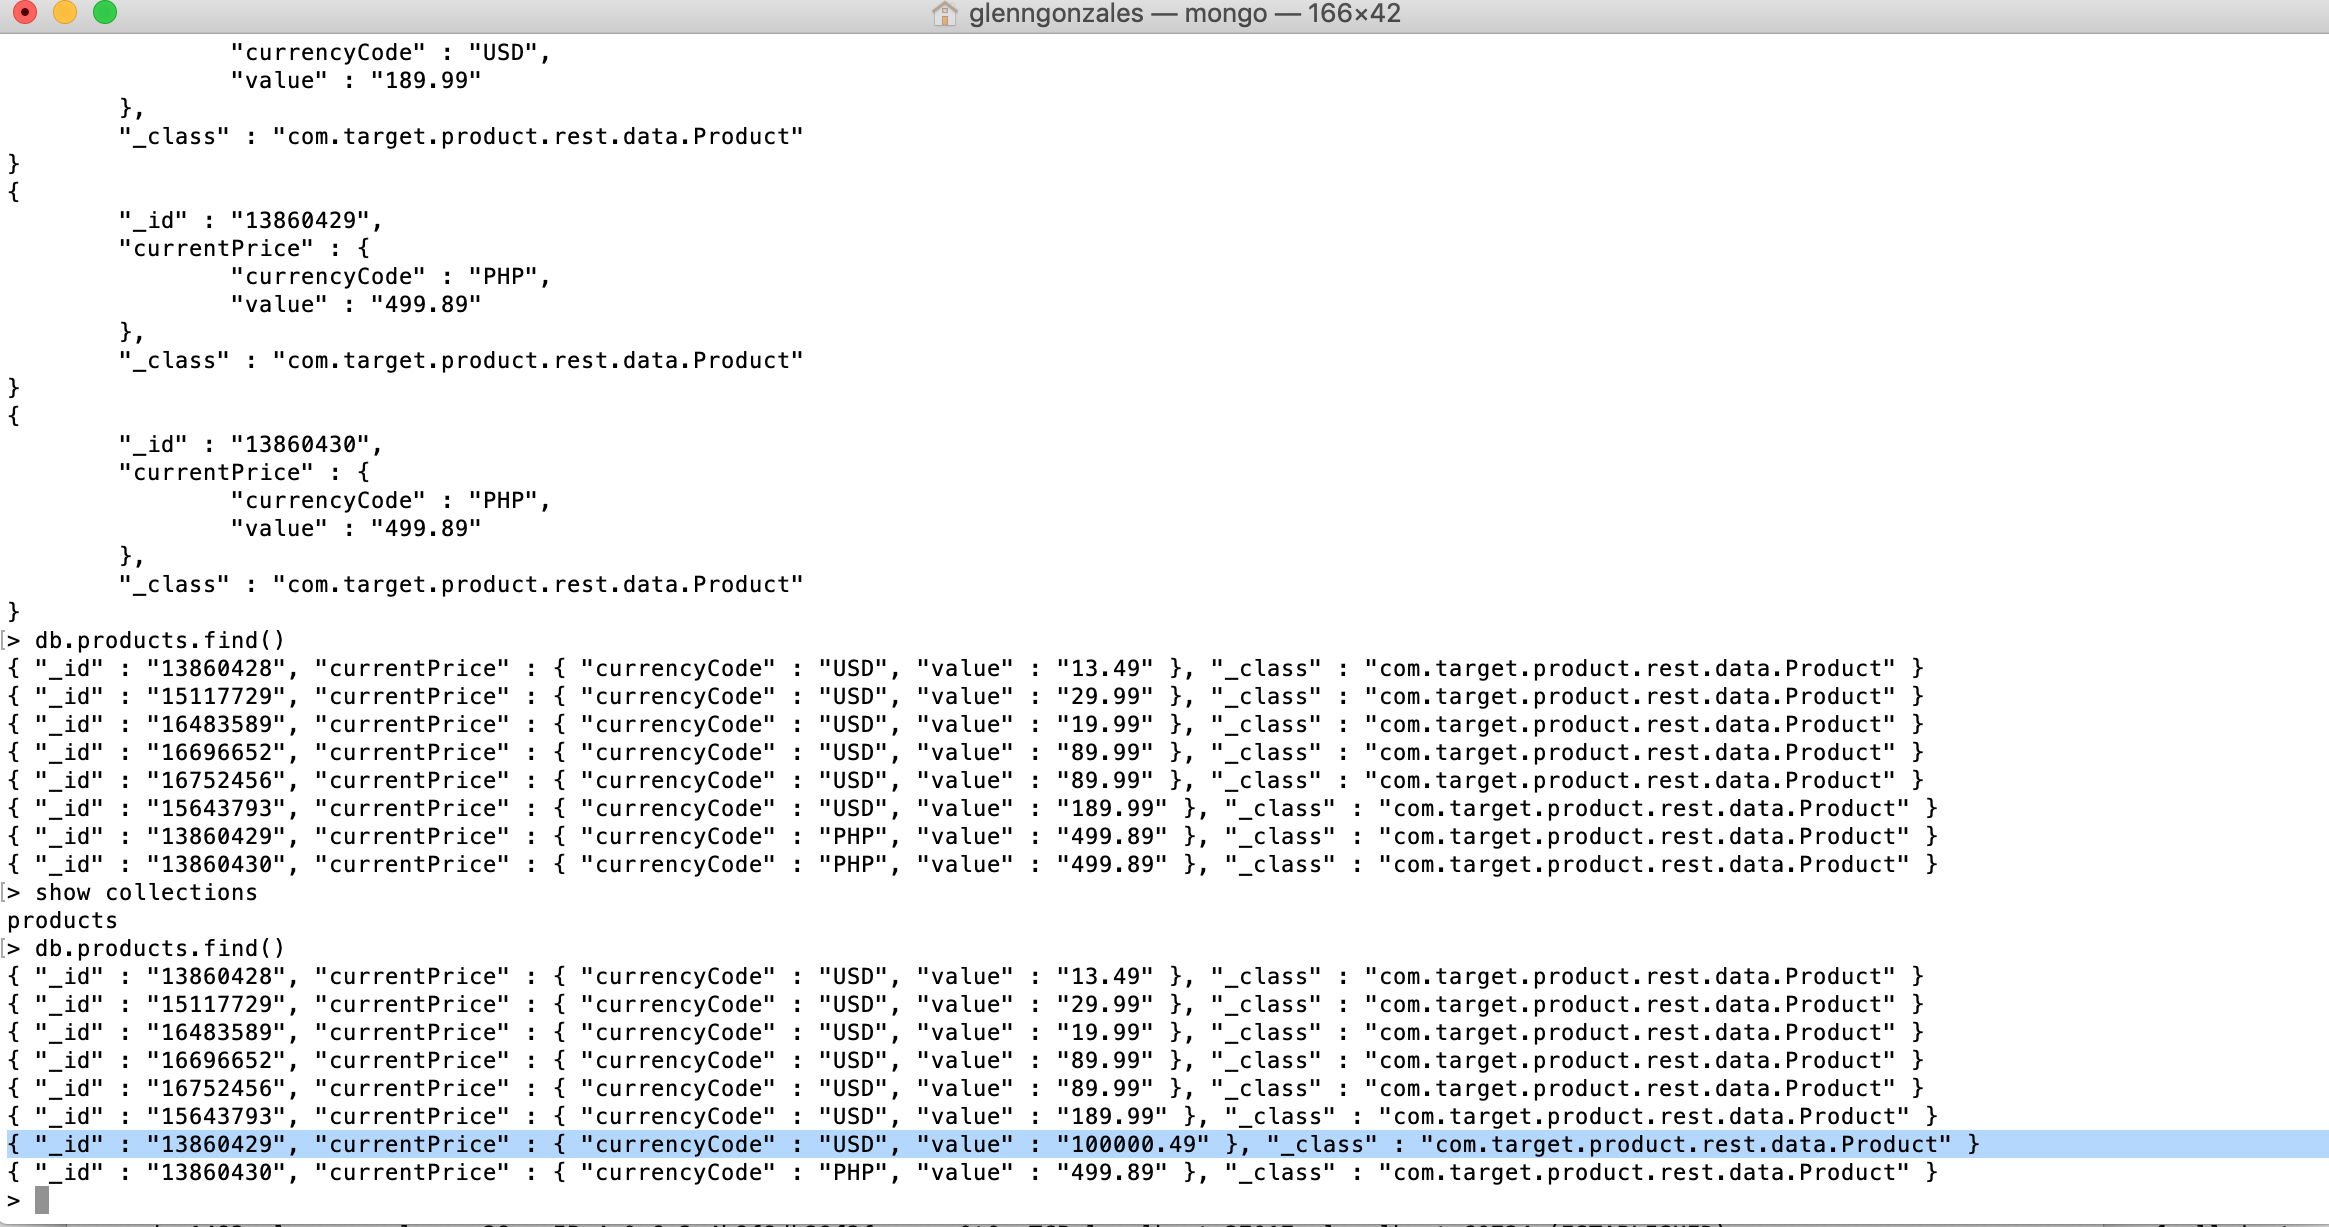 glenngonzales — mongo — 166×42
"currencyCode" : "USD",
"value" : "189.99"
},
"_class" : "com.target.product.rest.data.Product"
}
{
"_id" : "13860429",
"currentPrice" : {
"currencyCode" : "PHP",
"value" : "499.89"
},
"_class" : "com.target.product.rest.data.Product"
}
{
"_id" : "13860430",
"currentPrice" : {
"currencyCode" : "PHP",
"value" : "499.89"
},
"_class" : "com.target.product.rest.data.Product"
}
> db.products.find()
{ "_id" : "13860428", "currentPrice" : { "currencyCode" : "USD", "value" : "13.49" }, "_class" : "com.target.product.rest.data.Product" }
{ "_id" : "15117729", "currentPrice" : { "currencyCode" : "USD", "value" : "29.99" }, "_class" : "com.target.product.rest.data.Product" }
{ "_id" : "16483589", "currentPrice" : { "currencyCode" : "USD", "value" : "19.99" }, "_class" : "com.target.product.rest.data.Product" }
{ "_id" : "16696652", "currentPrice" : { "currencyCode" : "USD", "value" : "89.99" }, "_class" : "com.target.product.rest.data.Product" }
{ "_id" : "16752456", "currentPrice" : { "currencyCode" : "USD", "value" : "89.99" }, "_class" : "com.target.product.rest.data.Product" }
{ "_id" : "15643793", "currentPrice" : { "currencyCode" : "USD", "value" : "189.99" }, "_class" : "com.target.product.rest.data.Product" }
{ "_id" : "13860429", "currentPrice" : { "currencyCode" : "PHP", "value" : "499.89" }, "_class" : "com.target.product.rest.data.Product" }
{ "_id" : "13860430", "currentPrice" : { "currencyCode" : "PHP", "value" : "499.89" }, "_class" : "com.target.product.rest.data.Product" }
> show collections
products
> db.products.find()
{ "_id" : "13860428", "currentPrice" : { "currencyCode" : "USD", "value" : "13.49" }, "_class" : "com.target.product.rest.data.Product" }
{ "_id" : "15117729", "currentPrice" : { "currencyCode" : "USD", "value" : "29.99" }, "_class" : "com.target.product.rest.data.Product" }
{ "_id" : "16483589", "currentPrice" : { "currencyCode" : "USD", "value" : "19.99" }, "_class" : "com.target.product.rest.data.Product" }
{ "_id" : "16696652", "currentPrice" : { "currencyCode" : "USD", "value" : "89.99" }, "_class" : "com.target.product.rest.data.Product" }
{ "_id" : "16752456", "currentPrice" : { "currencyCode" : "USD", "value" : "89.99" }, "_class" : "com.target.product.rest.data.Product" }
{ "_id" : "15643793", "currentPrice" : { "currencyCode" : "USD", "value" : "189.99" }, "_class" : "com.target.product.rest.data.Product" }
{ "_id" : "13860429", "currentPrice" : { "currencyCode" : "USD", "value" : "100000.49" }, "_class" : "com.target.product.rest.data.Product" }
{ "_id" : "13860430", "currentPrice" : { "currencyCode" : "PHP", "value" : "499.89" }, "_class" : "com.target.product.rest.data.Product" }
>